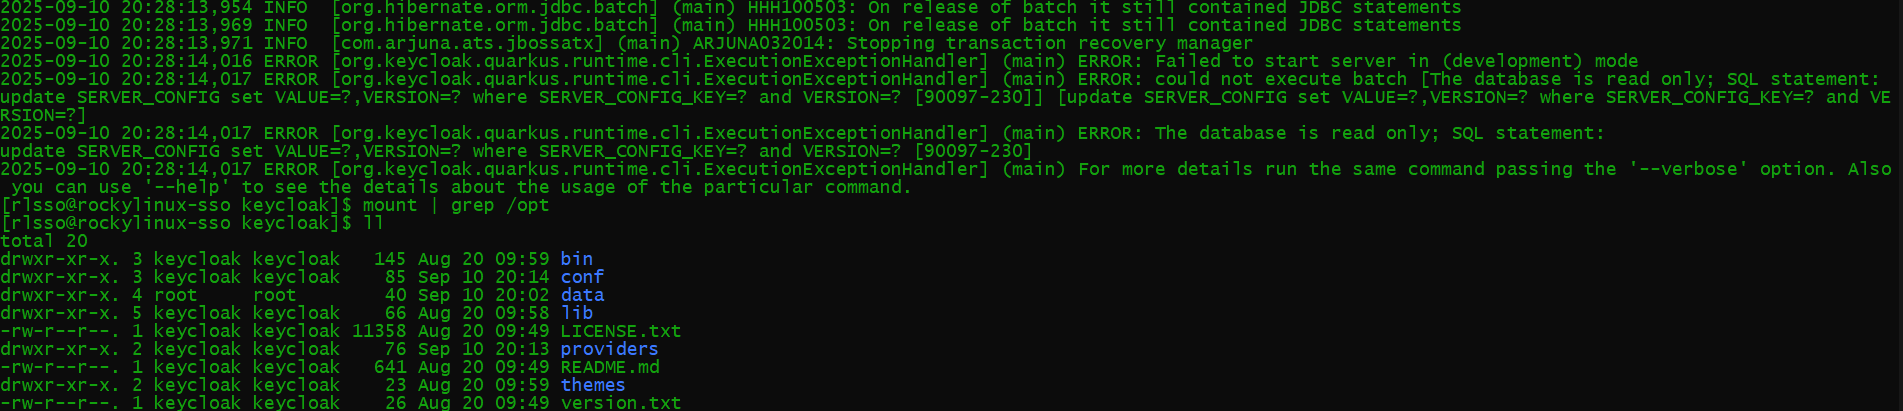 2025-09-10 20:28:13,954 INFO  [org.hibernate.orm.jdbc.batch] (main) HHH100503: On release of batch it still contained JDBC statements
2025-09-10 20:28:13,969 INFO  [org.hibernate.orm.jdbc.batch] (main) HHH100503: On release of batch it still contained JDBC statements
2025-09-10 20:28:13,971 INFO  [com.arjuna.ats.jbossatx] (main) ARJUNA032014: Stopping transaction recovery manager
2025-09-10 20:28:14,016 ERROR [org.keycloak.quarkus.runtime.cli.ExecutionExceptionHandler] (main) ERROR: Failed to start server in (development) mode
2025-09-10 20:28:14,017 ERROR [org.keycloak.quarkus.runtime.cli.ExecutionExceptionHandler] (main) ERROR: could not execute batch [The database is read only; SQL statement:
update SERVER_CONFIG set VALUE=?,VERSION=? where SERVER_CONFIG_KEY=? and VERSION=? [90097-230]] [update SERVER_CONFIG set VALUE=?,VERSION=? where SERVER_CONFIG_KEY=? and VE
RSION=?]
2025-09-10 20:28:14,017 ERROR [org.keycloak.quarkus.runtime.cli.ExecutionExceptionHandler] (main) ERROR: The database is read only; SQL statement:
update SERVER_CONFIG set VALUE=?,VERSION=? where SERVER_CONFIG_KEY=? and VERSION=? [90097-230]
2025-09-10 20:28:14,017 ERROR [org.keycloak.quarkus.runtime.cli.ExecutionExceptionHandler] (main) For more details run the same command passing the '--verbose' option. Also
 you can use '--help' to see the details about the usage of the particular command.
[rlsso@rockylinux-sso keycloak]$ mount | grep /opt
[rlsso@rockylinux-sso keycloak]$ ll
total 20
drwxr-xr-x. 3 keycloak keycloak   145 Aug 20 09:59 bin
drwxr-xr-x. 3 keycloak keycloak    85 Sep 10 20:14 conf
drwxr-xr-x. 4 root     root        40 Sep 10 20:02 data
drwxr-xr-x. 5 keycloak keycloak    66 Aug 20 09:58 lib
-rw-r--r--. 1 keycloak keycloak 11358 Aug 20 09:49 LICENSE.txt
drwxr-xr-x. 2 keycloak keycloak    76 Sep 10 20:13 providers
-rw-r--r--. 1 keycloak keycloak   641 Aug 20 09:49 README.md
drwxr-xr-x. 2 keycloak keycloak    23 Aug 20 09:59 themes
-rw-r--r--. 1 keycloak keycloak    26 Aug 20 09:49 version.txt